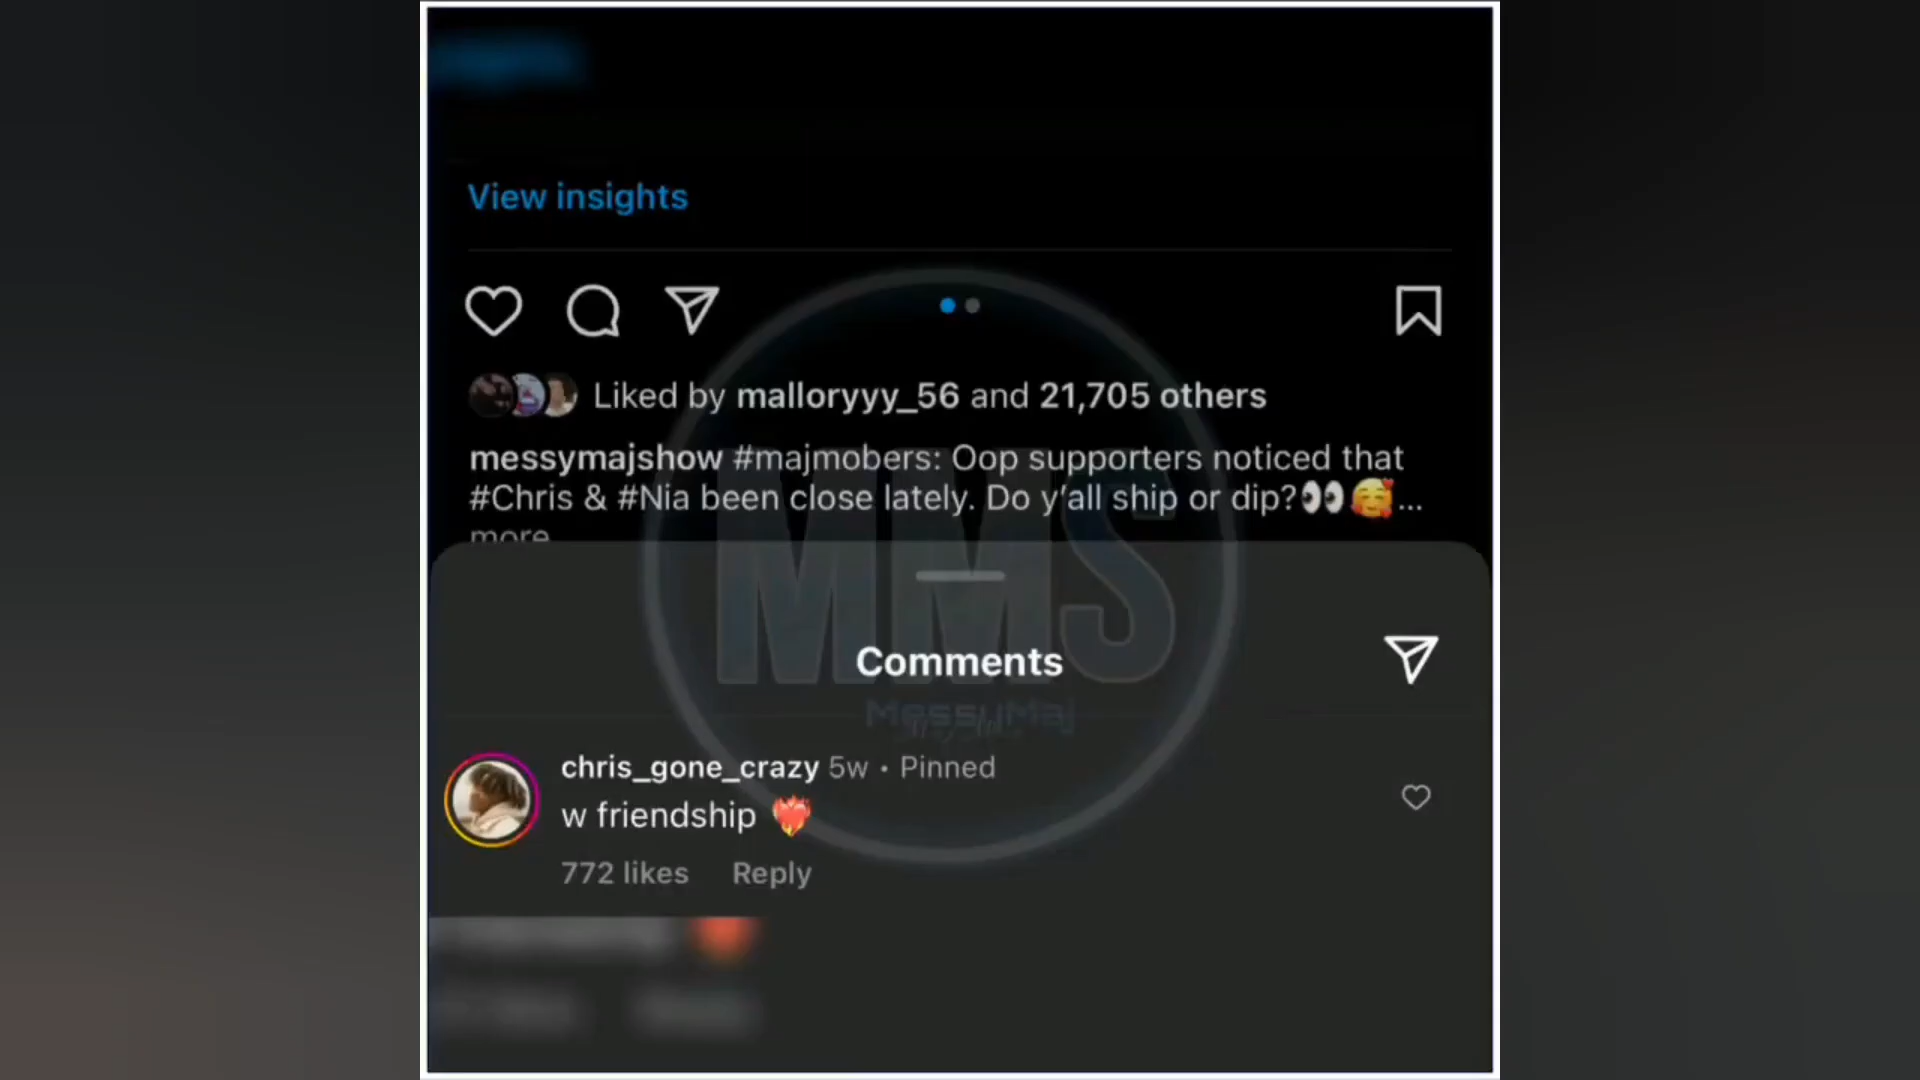 View insights
Liked by malloryyy_56 and 21,705 others
messymajshow #majmobers: Oop supporters noticed that
#Chris & #Nia been close lately. Do y'all ship or dip?👀🥰...
more
MMS
Comments
MessyMaj
chris_gone_crazy 5w • Pinned
w friendship ❤️‍🔥
772 likes Reply